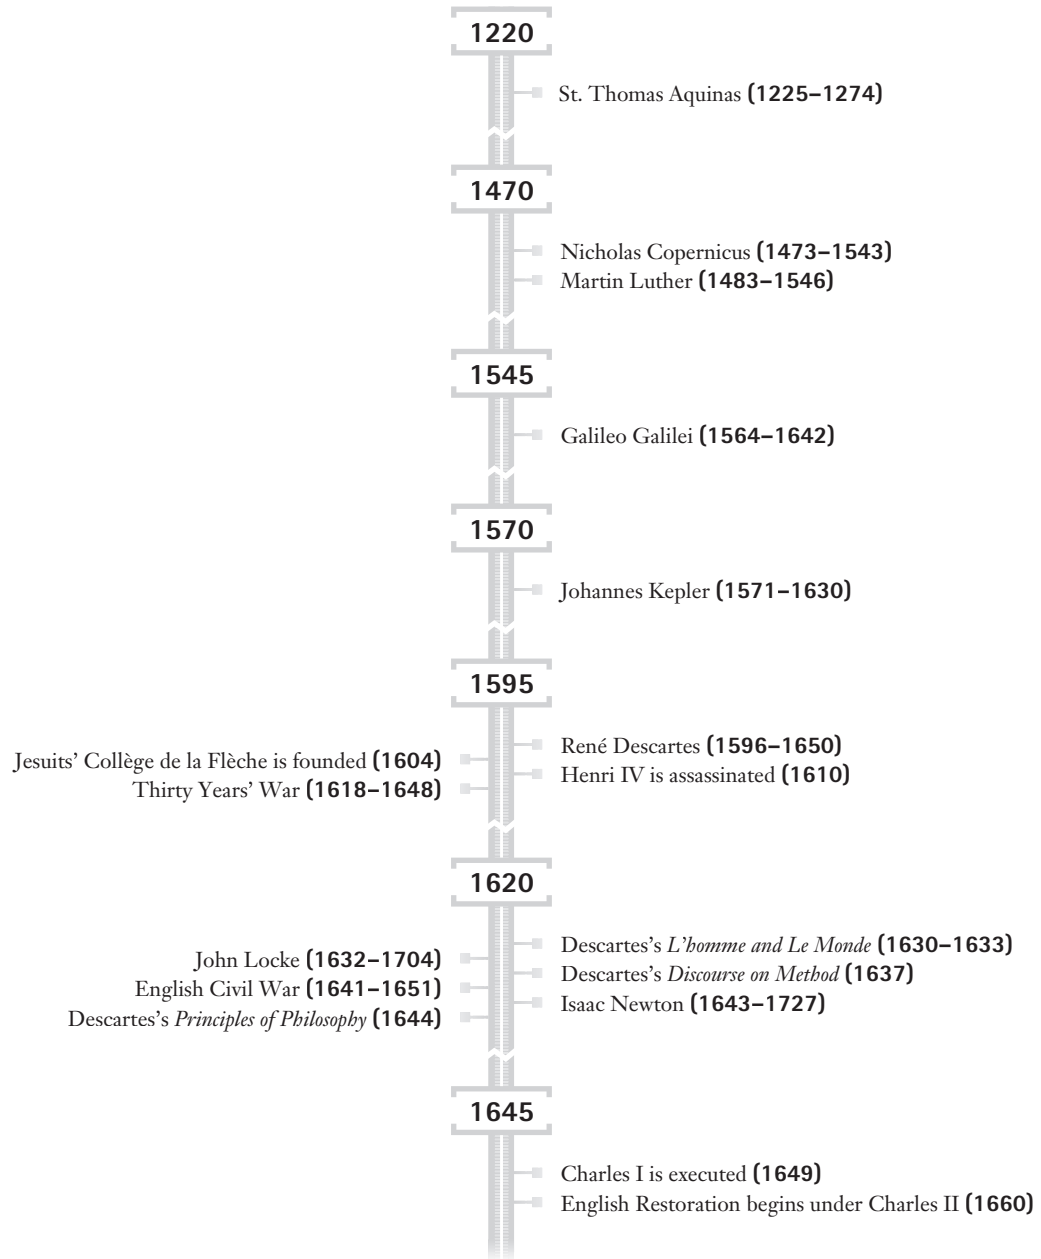 1220
St. Thomas Aquinas (1225–1274)
1470
Nicholas Copernicus (1473–1543)
Martin Luther (1483–1546)
1545
Galileo Galilei (1564–1642)
1570
Johannes Kepler (1571–1630)
1595
René Descartes (1596–1650)
Jesuits’ Collège de la Flèche is founded (1604)
Henri IV is assassinated (1610)
Thirty Years’ War (1618–1648)
1620
Descartes’s L’homme and Le Monde (1630–1633)
John Locke (1632–1704)
Descartes’s Discourse on Method (1637)
English Civil War (1641–1651)
Isaac Newton (1643–1727)
Descartes’s Principles of Philosophy (1644)
1645
Charles I is executed (1649)
English Restoration begins under Charles II (1660)